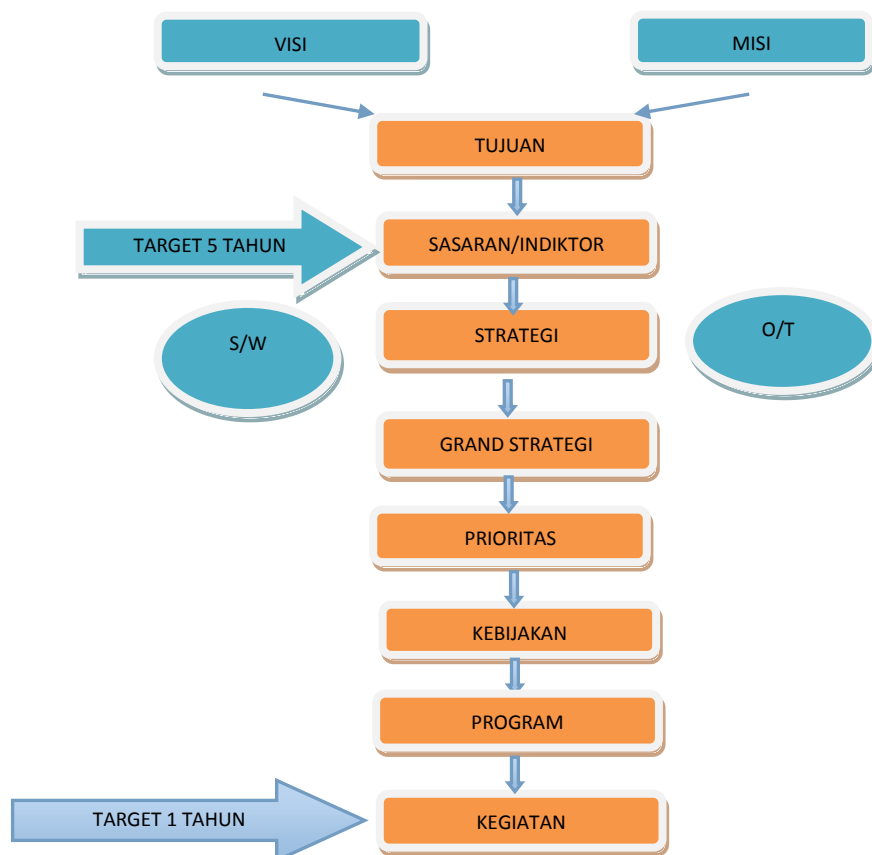 VISI
MISI
TUJUAN
TARGET 5 TAHUN
SASARAN/INDIKTOR
S/W
STRATEGI
O/T
GRAND STRATEGI
PRIORITAS
KEBIJAKAN
PROGRAM
TARGET 1 TAHUN
KEGIATAN